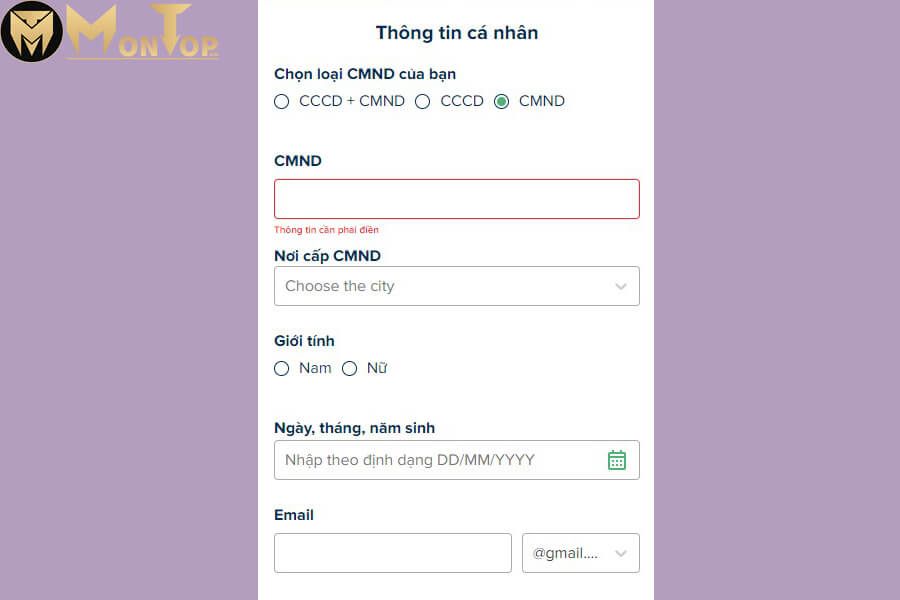 MONTOP
Thông tin cá nhân
Chọn loại CMND của bạn
CCCD + CMND CCCD CMND
CMND
Thông tin cần phải điền
Nơi cấp CMND
Choose the city
Giới tính
Nam Nữ
Ngày, tháng, năm sinh
Nhập theo định dạng DD/MM/YYYY
Email
@gmail....